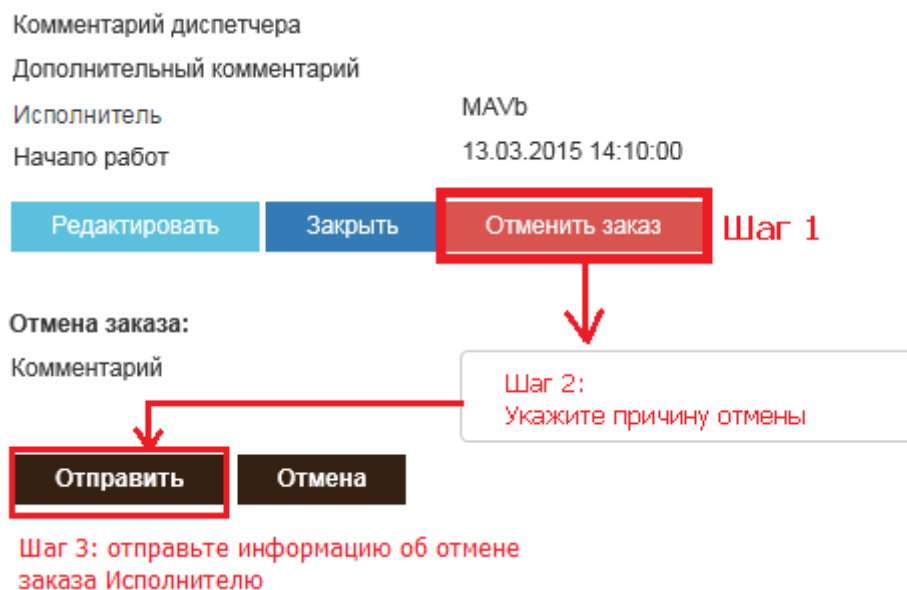 Комментарий диспетчера
Дополнительный комментарий
Исполнитель MAVb
Начало работ 13.03.2015 14:10:00
Редактировать Закрыть Отменить заказ Шаг 1
Отмена заказа:
Комментарий
Шаг 2:
Укажите причину отмены
Отправить Отмена
Шаг 3: отправьте информацию об отмене
заказа Исполнителю